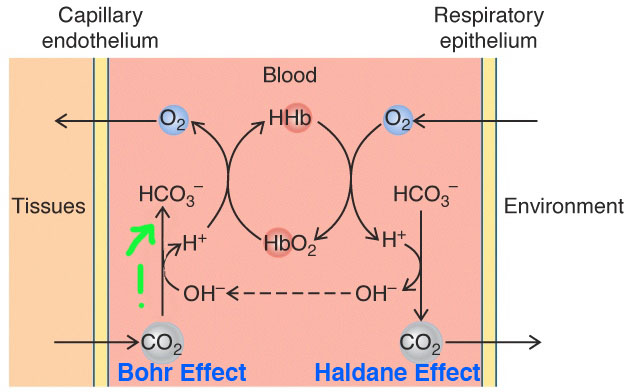 Capillary
endothelium
Respiratory
epithelium
Blood
O₂
HHb
O₂
HCO₃⁻
HCO₃⁻
Tissues
Environment
H⁺
HbO₂
H⁺
OH⁻
OH⁻
CO₂
CO₂
Bohr Effect
Haldane Effect